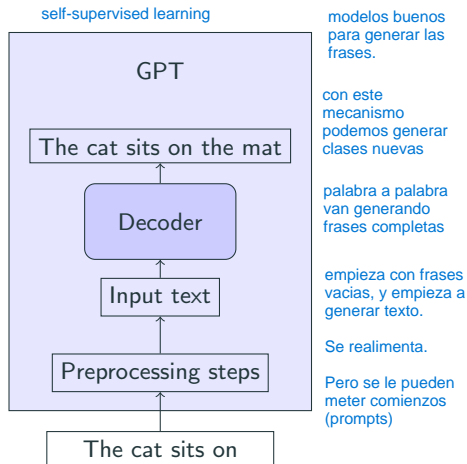 self-supervised learning
GPT
The cat sits on the mat
Decoder
Input text
Preprocessing steps
The cat sits on
modelos buenos
para generar las
frases.
con este
mecanismo
podemos generar
clases nuevas
palabra a palabra
van generando
frases completas
empieza con frases
vacias, y empieza a
generar texto.
Se realimenta.
Pero se le pueden
meter comienzos
(prompts)